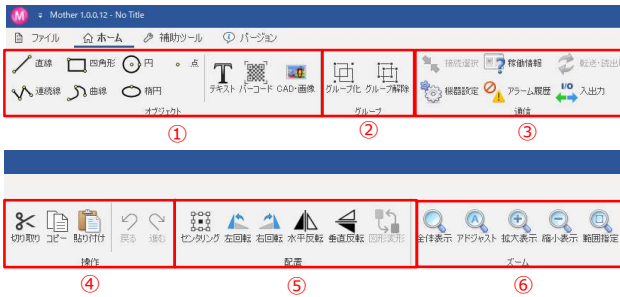 Mother 1.0.0.12 - No Title
ファイル ホーム 補助ツール バージョン
直線 四角形 円 点
連続線 曲線 楕円
テキスト バーコード CAD・画像
オブジェクト
グループ化 グループ解除
グループ
接続選択 稼働情報 転送・読出
機器設定 アラーム履歴 I/O 入出力
通信
① ② ③
切り取り コピー 貼り付け 戻る 進む
操作
センタリング 左回転 右回転 水平反転 垂直反転 図形変形
配置
全体表示 アドジャスト 拡大表示 縮小表示 範囲指定
ズーム
④ ⑤ ⑥